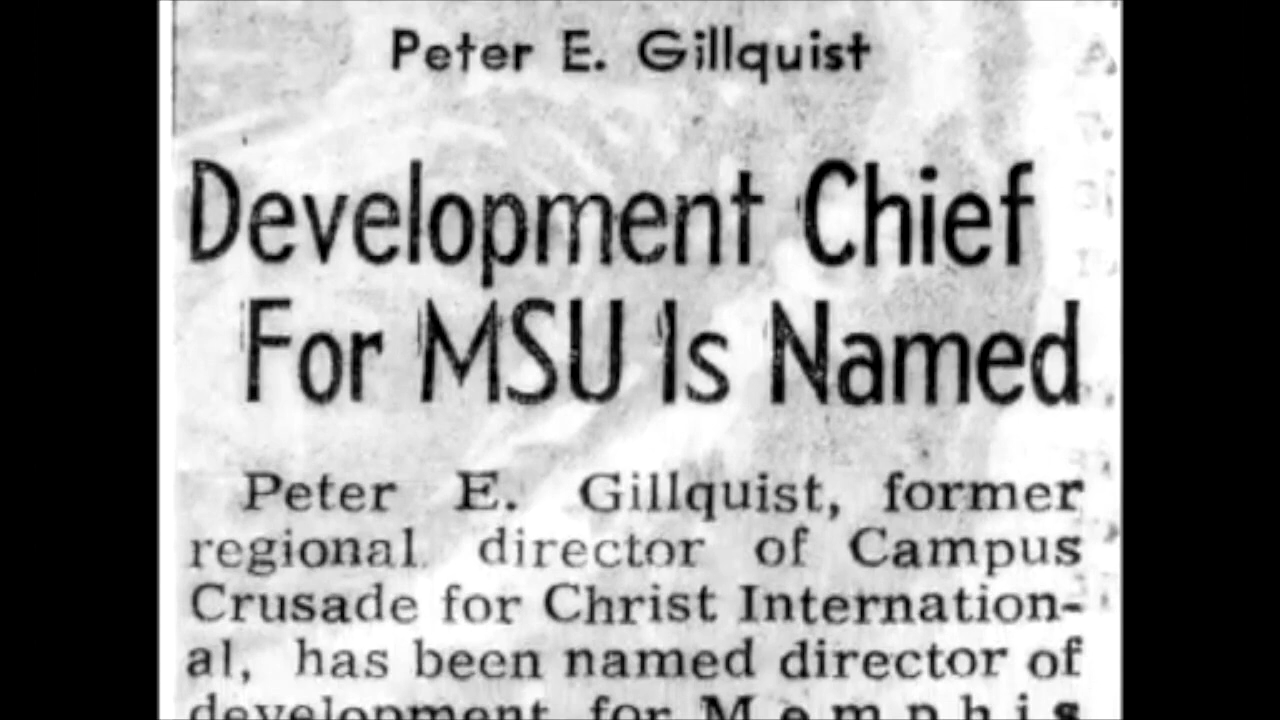 Peter E. Gillquist
Development Chief
For MSU Is Named
Peter E. Gillquist, former
regional director of Campus
Crusade for Christ Internation-
al, has been named director of
development for Memphis